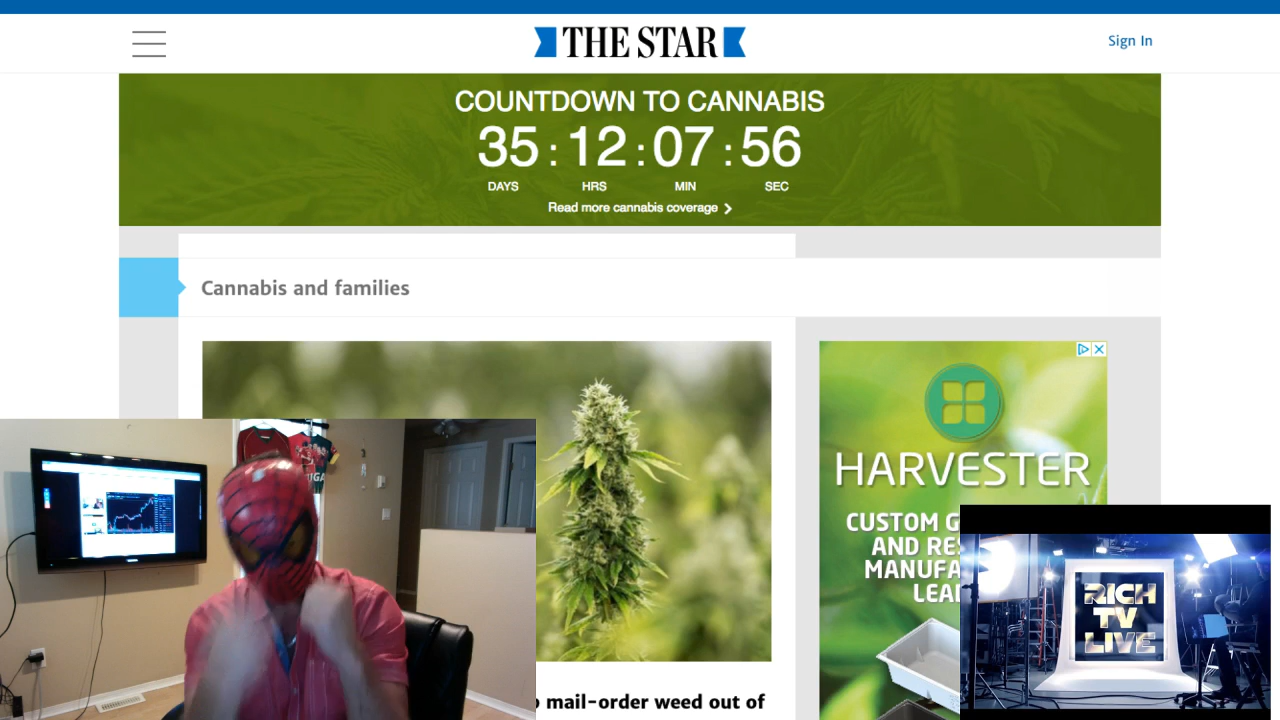 THE STAR
Sign In
COUNTDOWN TO CANNABIS
35 : 12 : 07 : 56
DAYS HRS MIN SEC
Read more cannabis coverage
Cannabis and families
HARVESTER
CUSTOM G
AND RES
MANUFA
LEA
RICH
TV
LIVE
mail-order weed out of